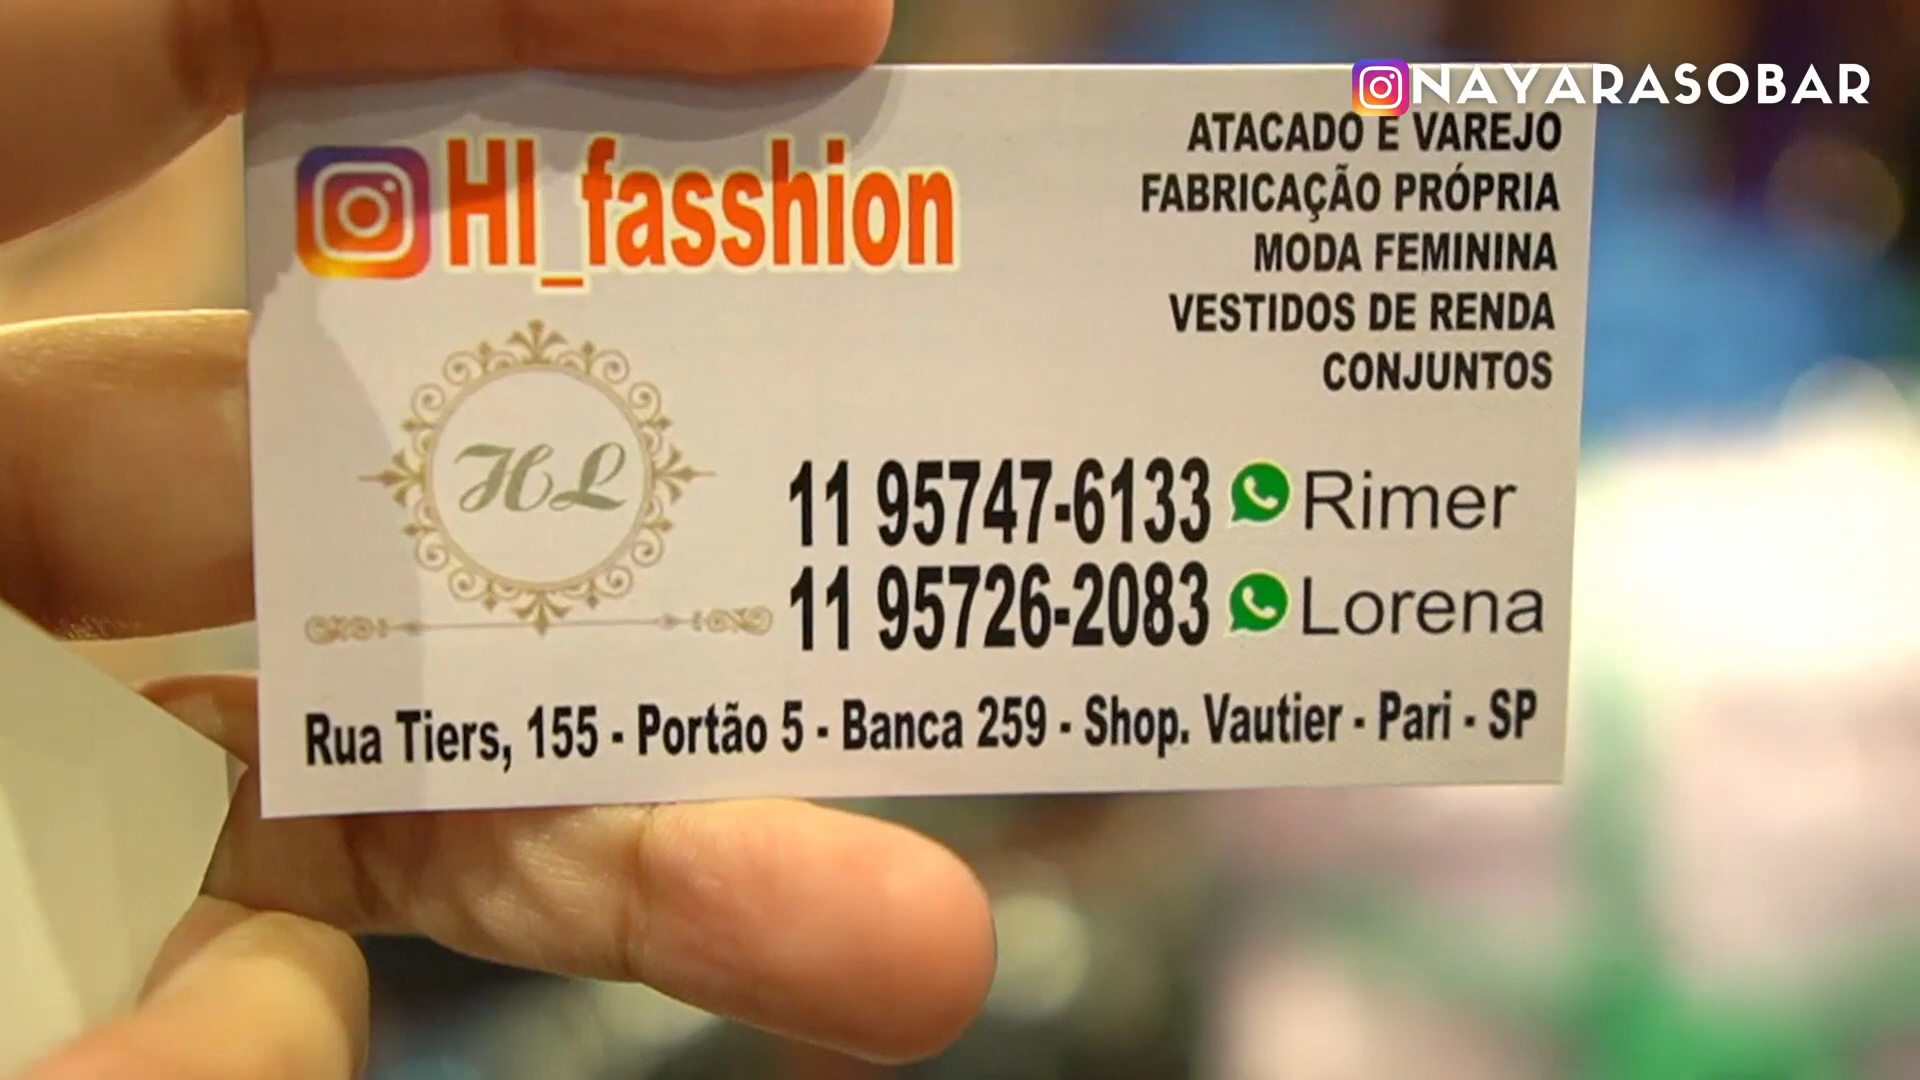 NAYARASOBAR
HI_fasshion
ATACADO E VAREJO
FABRICAÇÃO PRÓPRIA
MODA FEMININA
VESTIDOS DE RENDA
CONJUNTOS
HL
11 95747-6133 Rimer
11 95726-2083 Lorena
Rua Tiers, 155 - Portão 5 - Banca 259 - Shop. Vautier - Pari - SP